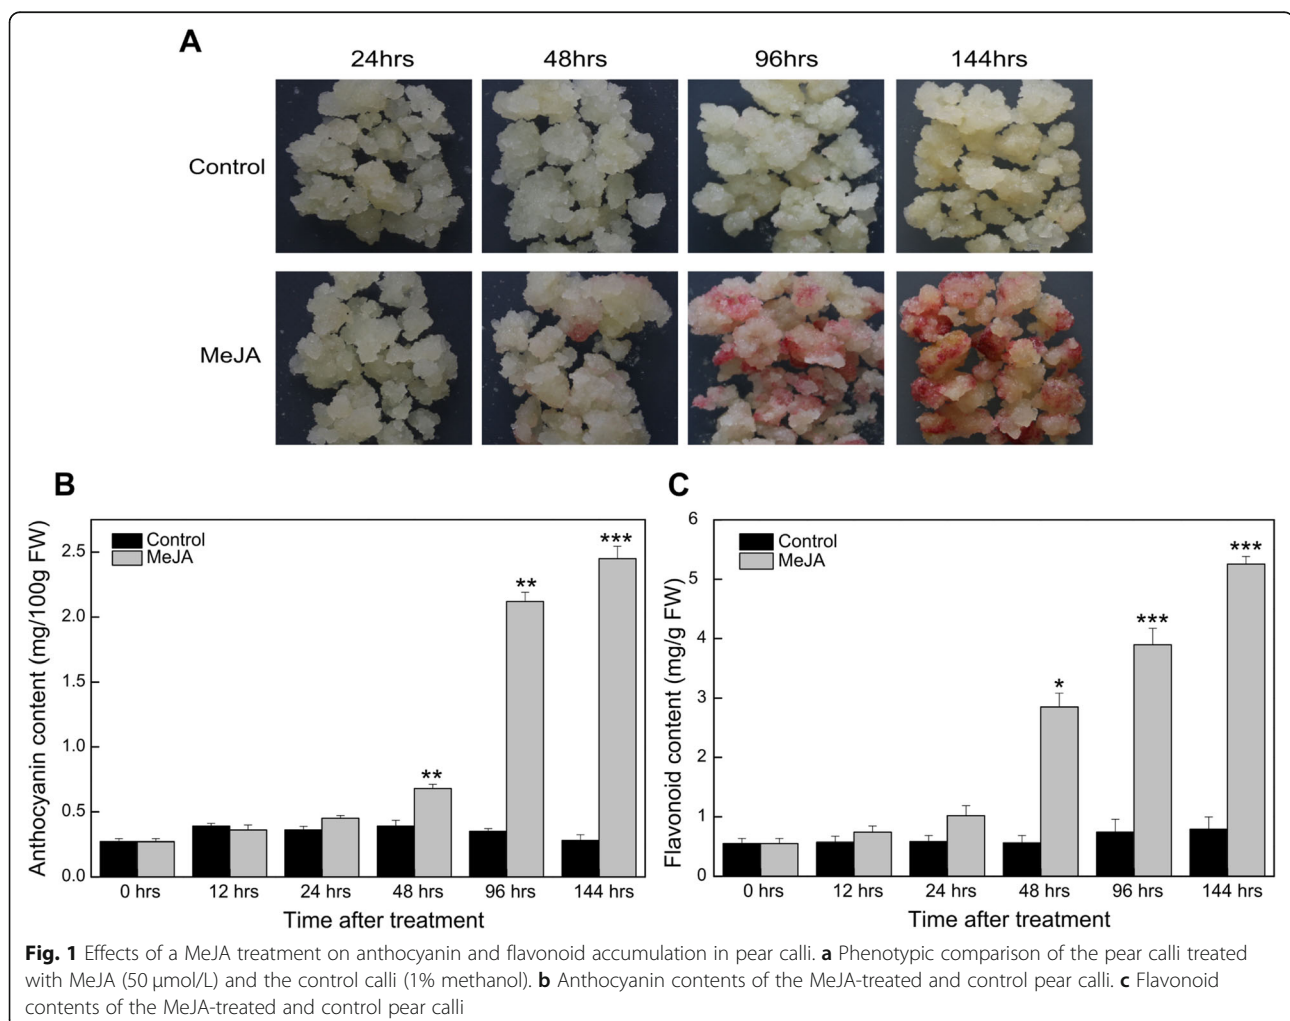 A
24hrs 48hrs 96hrs 144hrs
Control
MeJA
B
Anthocyanin content (mg/100g FW)
2.5
2.0
1.5
1.0
0.5
0.0
Control
MeJA
**
**
***
0 hrs 12 hrs 24 hrs 48 hrs 96 hrs 144 hrs
Time after treatment
C
Flavonoid content (mg/g FW)
6
5
4
3
2
1
0
Control
MeJA
*
***
***
0 hrs 12 hrs 24 hrs 48 hrs 96 hrs 144 hrs
Time after treatment
Fig. 1 Effects of a MeJA treatment on anthocyanin and flavonoid accumulation in pear calli. a Phenotypic comparison of the pear calli treated
with MeJA (50 μmol/L) and the control calli (1% methanol). b Anthocyanin contents of the MeJA-treated and control pear calli. c Flavonoid
contents of the MeJA-treated and control pear calli